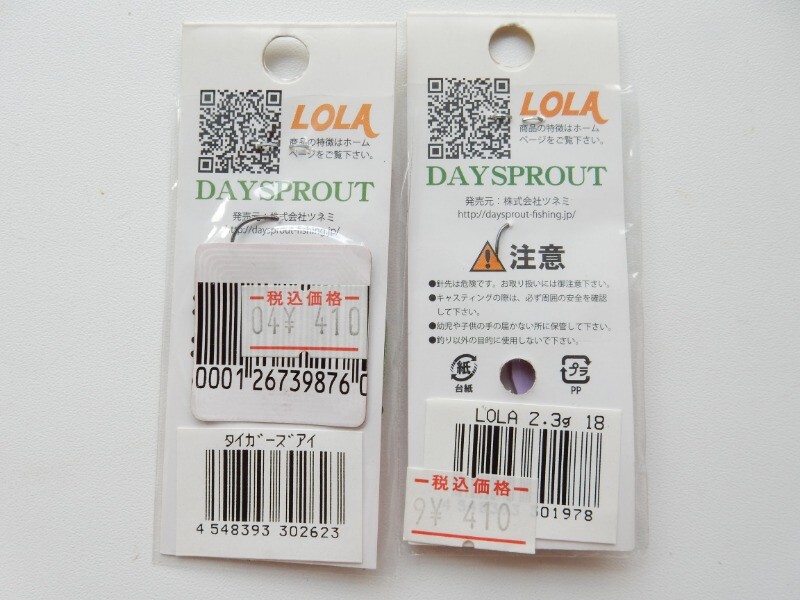 LOLA
商品の特徴はホーム
ページをご覧下さい。
DAYSPROUT
発売元：株式会社ツネミ
http://daysprout-fishing.jp/
税込価格
04¥ 410
0001 26739876 0
タイガーズアイ
4 548393 302623
LOLA
商品の特徴はホーム
ページをご覧下さい。
DAYSPROUT
発売元：株式会社ツネミ
http://daysprout-fishing.jp/
注意
●針先は危険です、お取り扱いには御注意下さい。
●キャスティングの際は、必ず周囲の安全を確認
して下さい。
●幼児や子供の手の届かない所に保管して下さい。
●釣り以外の目的に使用しないで下さい。
紙
台紙
プラ
PP
LOLA 2.3g 18
税込価格
9¥ 410
301978